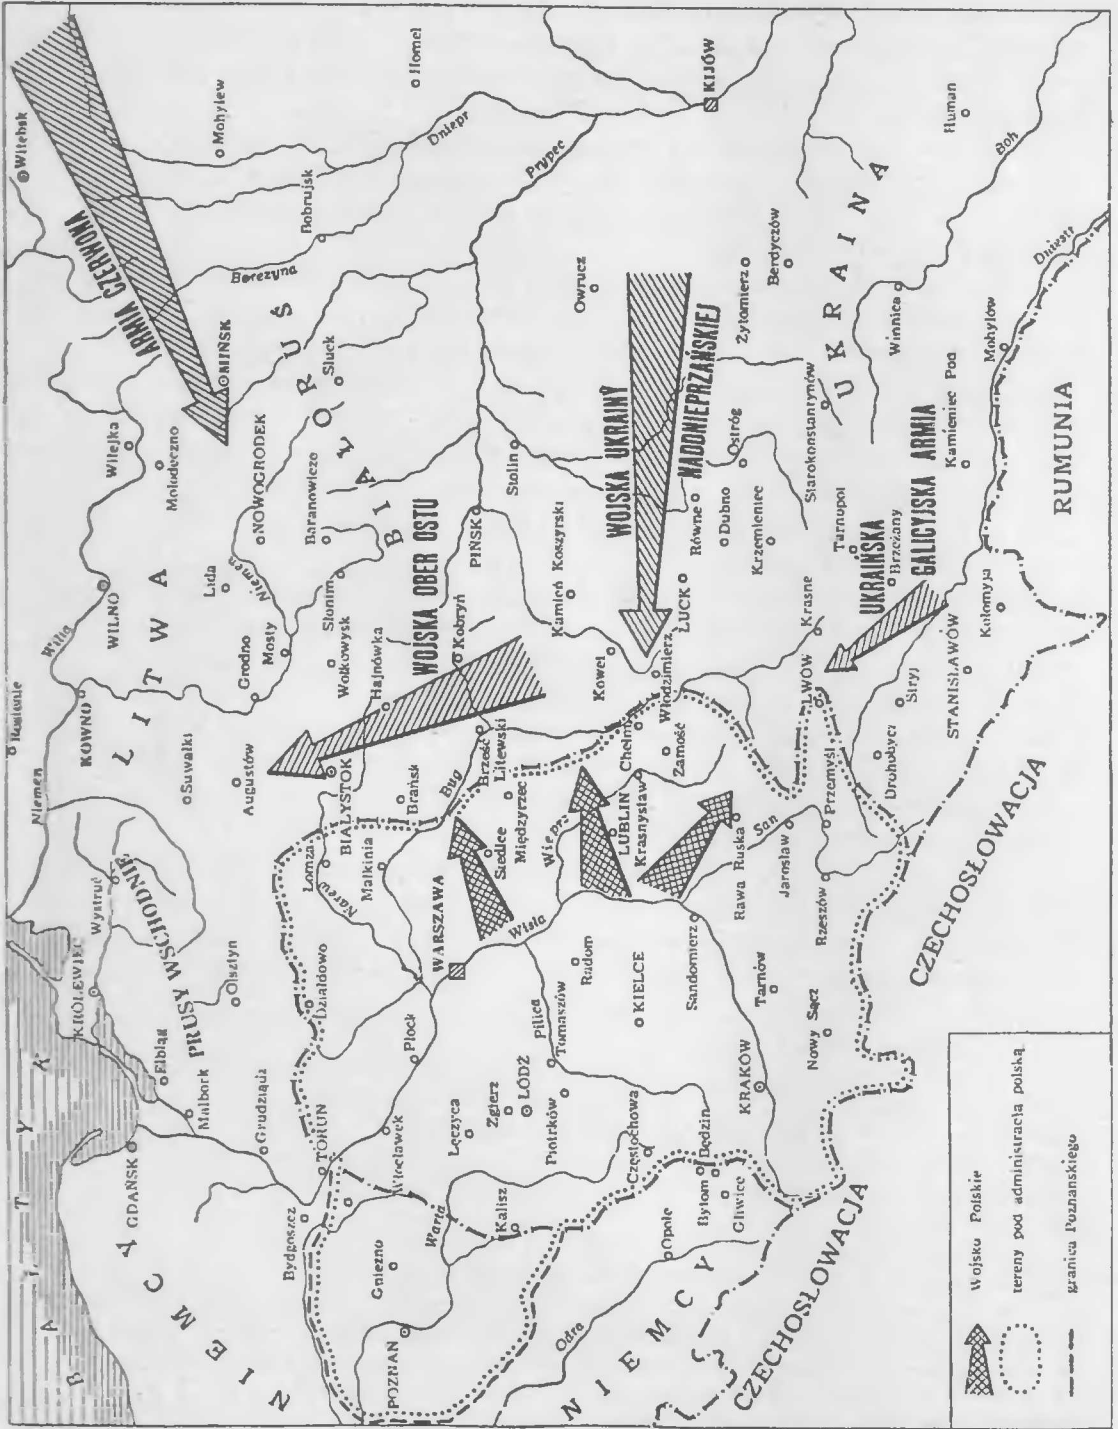 Witebsk
Homel
Mohylew
KIJÓW
Dniepr
Prypeć
Human
Boh
Bobrujsk
Berezyna
ARMIA CZERWONA
MIŃSK
Słuck
BIAŁORUŚ
Owrucz
Żytomierz
Berdyczów
UKRAINA
Dniestr
Winnica
Mohylów
Wilejka
Mołodeczno
NOWOGRODEK
Baranowicze
Stolin
WOJSKA UKRAINY
NADDNIEPRZAŃSKIEJ
Ostróg
Starokonstantynów
Kamieniec Pod
RUMUNIA
PIŃSK
Kamień Koszyrski
Równe
Dubno
Krzemieniec
Tarnopol
Brzeżany
UKRAIŃSKA
GALICYJSKA ARMIA
Wilia
WILNO
LITWA
Lida
Niemen
Słonim
Mosty
Grodno
Wołkowysk
Hajnówka
WOJSKA OBER OSTU
Kobryń
Kowel
ŁUCK
Włodzimierz
Krasne
LWÓW
Stryj
STANISŁAWÓW
Kołomyja
Rosienie
KOWNO
Niemen
Suwałki
Augustów
BIAŁYSTOK
Brańsk
Bug
Brześć
Litewski
Międzyrzec
Siedlce
Chełm
Zamość
Wieprz
LUBLIN
Krasnystaw
Rawa Ruska
San
Jarosław
Przemyśl
Drohobycz
Rzeszów
CZECHOSŁOWACJA
Łomża
Małkinia
Narew
WARSZAWA
Wisła
Wystruć
PRUSY WSCHODNIE
KRÓLEWIEC
Olsztyn
Działdowo
Elbląg
Malbork
Grudziądz
Płock
Pilica
Radom
Tomaszów
KIELCE
Sandomierz
Tarnów
Nowy Sącz
KRAKÓW
BAŁTYK
GDAŃSK
TORUŃ
Włocławek
Łęczyca
Zgierz
ŁÓDŹ
Piotrków
Częstochowa
Będzin
Bytom
Gliwice
Opole
Bydgoszcz
Gniezno
Warta
Kalisz
POZNAŃ
Odra
NIEMCY
NIEMCY
CZECHOSŁOWACJA
Wojsko Polskie
tereny pod administracją polską
granica Poznańskiego